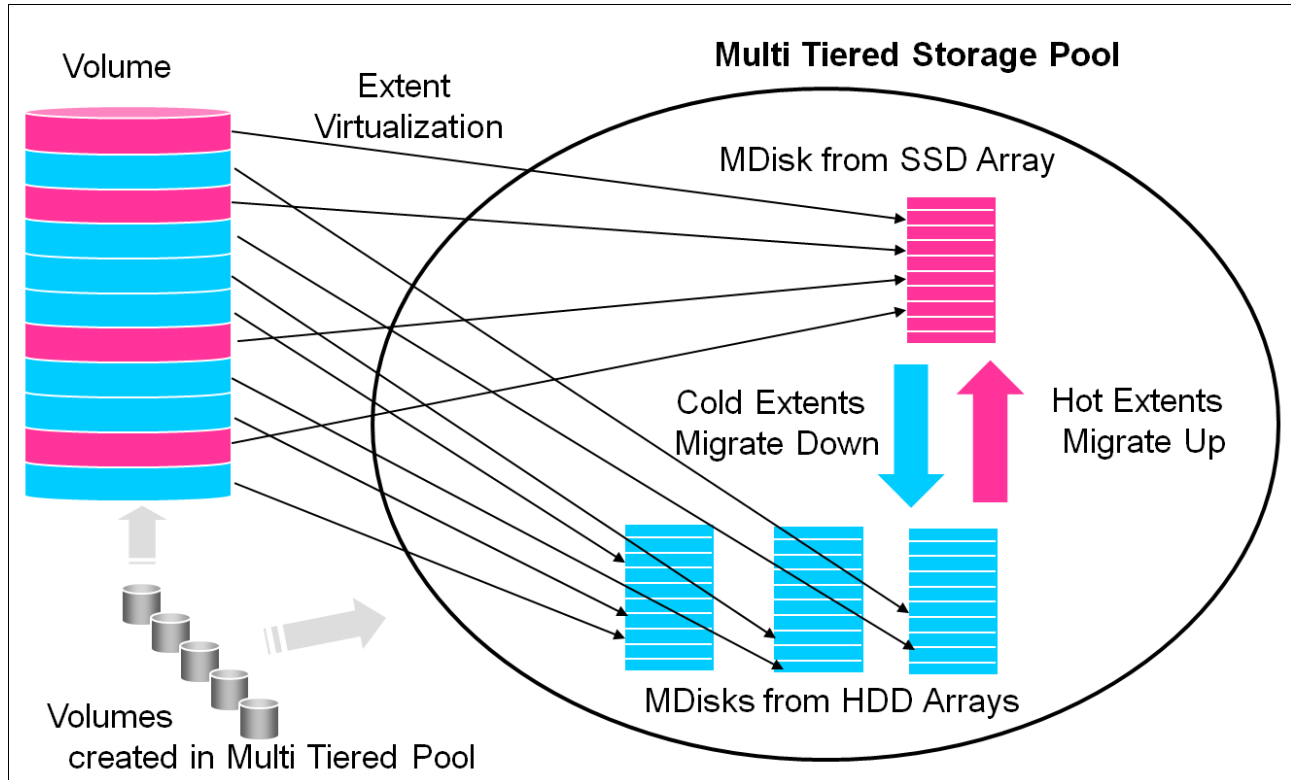 Multi Tiered Storage Pool
Volume
Extent
Virtualization
MDisk from SSD Array
Cold Extents
Migrate Down
Hot Extents
Migrate Up
MDisks from HDD Arrays
Volumes
created in Multi Tiered Pool